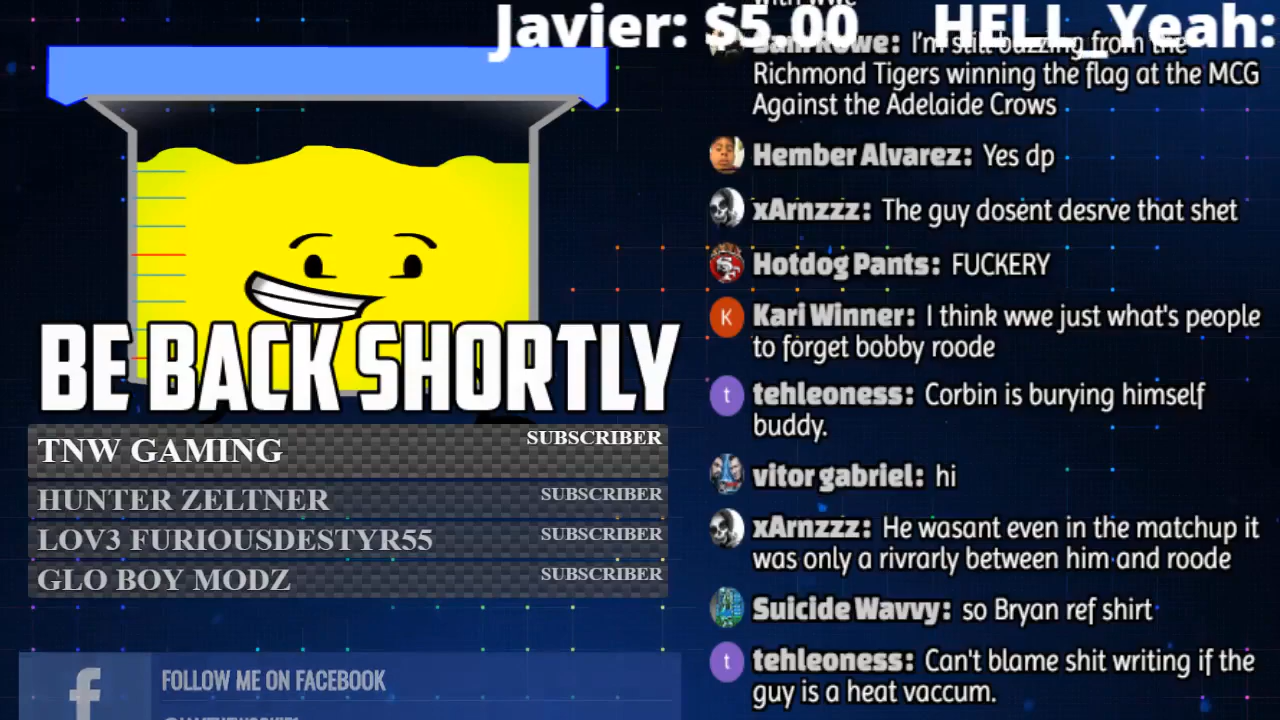 Javier: $5.00 HELL_Yeah:
with wwe
Sam Rowe: I'm still buzzing from the
Richmond Tigers winning the flag at the MCG
Against the Adelaide Crows
Hember Alvarez: Yes dp
xArnzzz: The guy dosent desrve that shet
Hotdog Pants: FUCKERY
Kari Winner: I think wwe just what's people
to forget bobby roode
tehleoness: Corbin is burying himself
buddy.
vitor gabriel: hi
xArnzzz: He wasant even in the matchup it
was only a rivrarly between him and roode
Suicide Wavvy: so Bryan ref shirt
tehleoness: Can't blame shit writing if the
guy is a heat vaccum.
K
t
t
BE BACK SHORTLY
TNW GAMING SUBSCRIBER
HUNTER ZELTNER SUBSCRIBER
LOV3 FURIOUSDESTYR55 SUBSCRIBER
GLO BOY MODZ SUBSCRIBER
f FOLLOW ME ON FACEBOOK